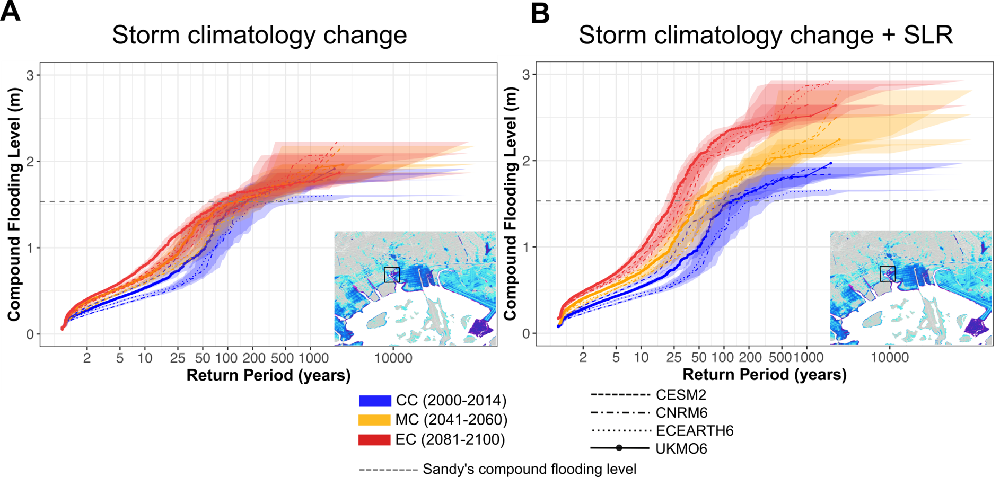 A
B
Storm climatology change
Storm climatology change + SLR
Compound Flooding Level (m)
3
2
1
0
2 5 10 25 50 100 200 500 1000 10000
Return Period (years)
Compound Flooding Level (m)
3
2
1
0
2 5 10 25 50 100 200 500 1000 10000
Return Period (years)
CC (2000-2014)
MC (2041-2060)
EC (2081-2100)
Sandy's compound flooding level
CESM2
CNRM6
ECEARTH6
UKMO6